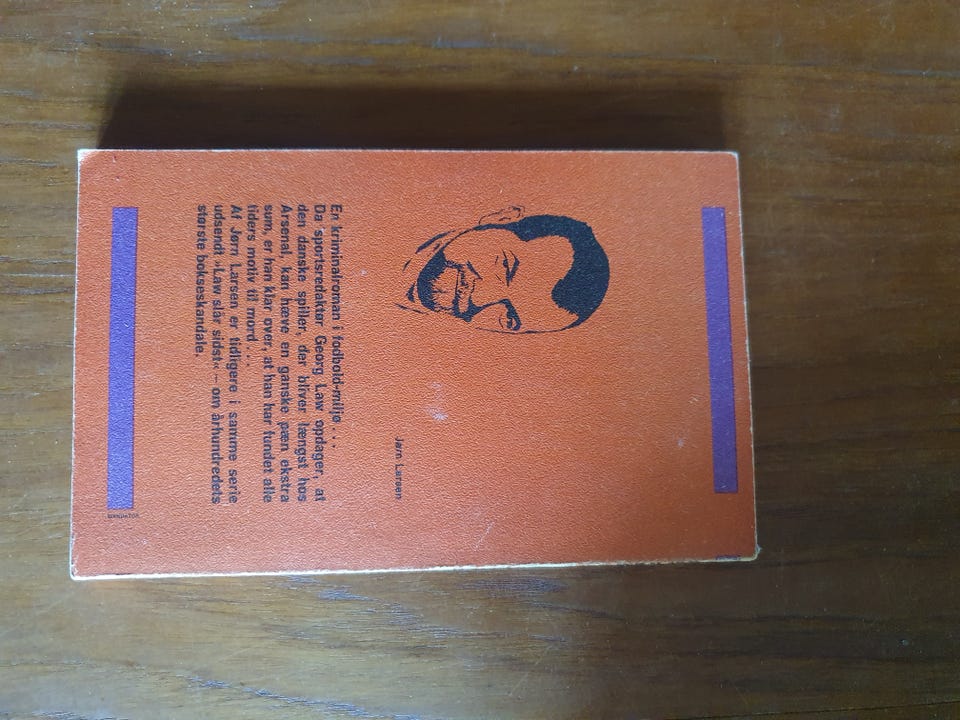 Jørn Larsen
En kriminalroman i fodbold-miljø...
Da sportsredaktør Georg Law opdager, at
den danske spiller, der bliver længst hos
Arsenal, kan hæve en ganske pæn ekstra
sum, er han klar over, at han har fundet alle
tiders motiv til mord...
Af Jørn Larsen er tidligere i samme serie
udsendt »Law slår sidst« – om århundredets
største bokseskandale.